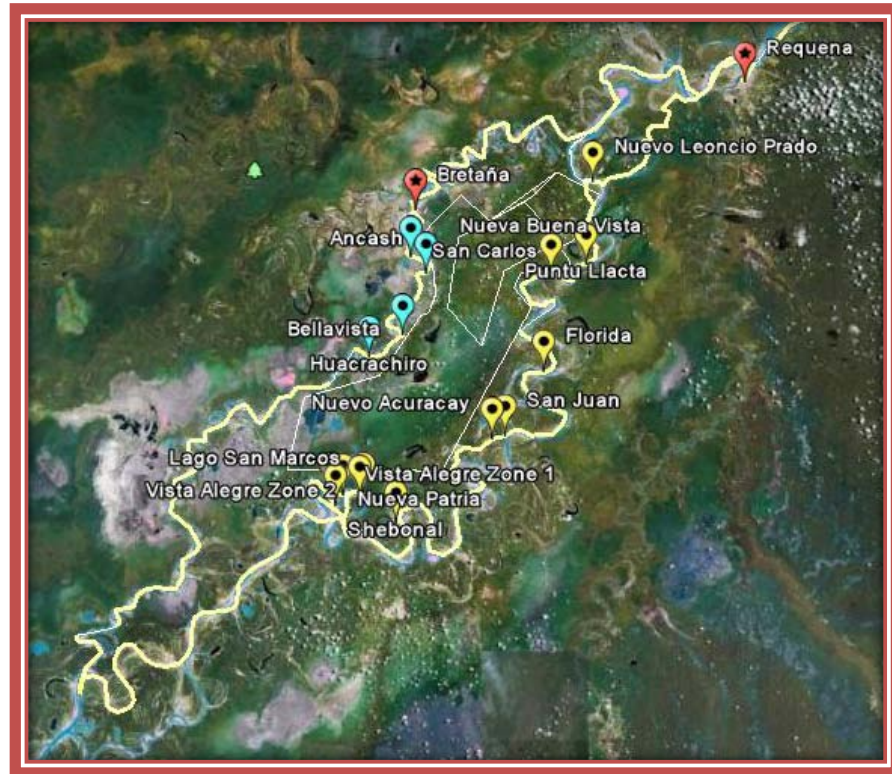 Requena
Nuevo Leoncio Prado
Bretaña
Nueva Buena Vista
Ancash
San Carlos
Puntu Llacta
Bellavista
Florida
Huacrachiro
Nuevo Acuracay
San Juan
Lago San Marcos
Vista Alegre Zone 1
Vista Alegre Zone 2
Nueva Patria
Shebonal